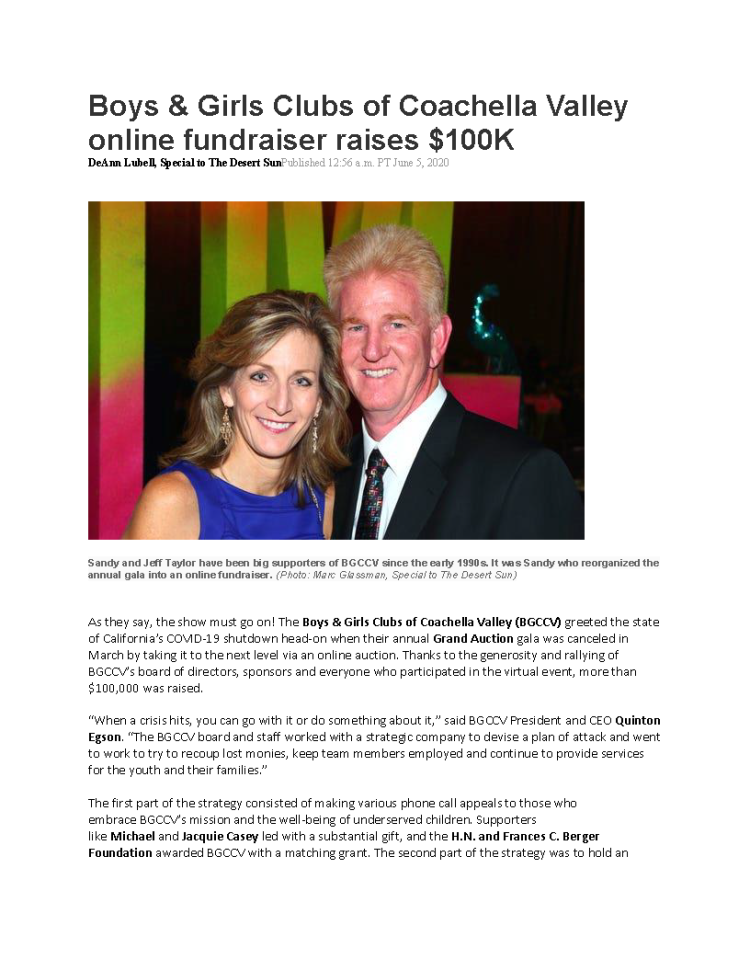 Boys & Girls Clubs of Coachella Valley
online fundraiser raises $100K
DeAnn Lubell, Special to The Desert SunPublished 12:56 a.m. PT June 5, 2020
Sandy and Jeff Taylor have been big supporters of BGCCV since the early 1990s. It was Sandy who reorganized the
annual gala into an online fundraiser. (Photo: Marc Glassman, Special to The Desert Sun)
As they say, the show must go on! The Boys & Girls Clubs of Coachella Valley (BGCCV) greeted the state
of California’s COVID-19 shutdown head-on when their annual Grand Auction gala was canceled in
March by taking it to the next level via an online auction. Thanks to the generosity and rallying of
BGCCV’s board of directors, sponsors and everyone who participated in the virtual event, more than
$100,000 was raised.
“When a crisis hits, you can go with it or do something about it,” said BGCCV President and CEO Quinton
Egson. “The BGCCV board and staff worked with a strategic company to devise a plan of attack and went
to work to try to recoup lost monies, keep team members employed and continue to provide services
for the youth and their families.”
The first part of the strategy consisted of making various phone call appeals to those who
embrace BGCCV’s mission and the well-being of underserved children. Supporters
like Michael and Jacquie Casey led with a substantial gift, and the H.N. and Frances C. Berger
Foundation awarded BGCCV with a matching grant. The second part of the strategy was to hold an